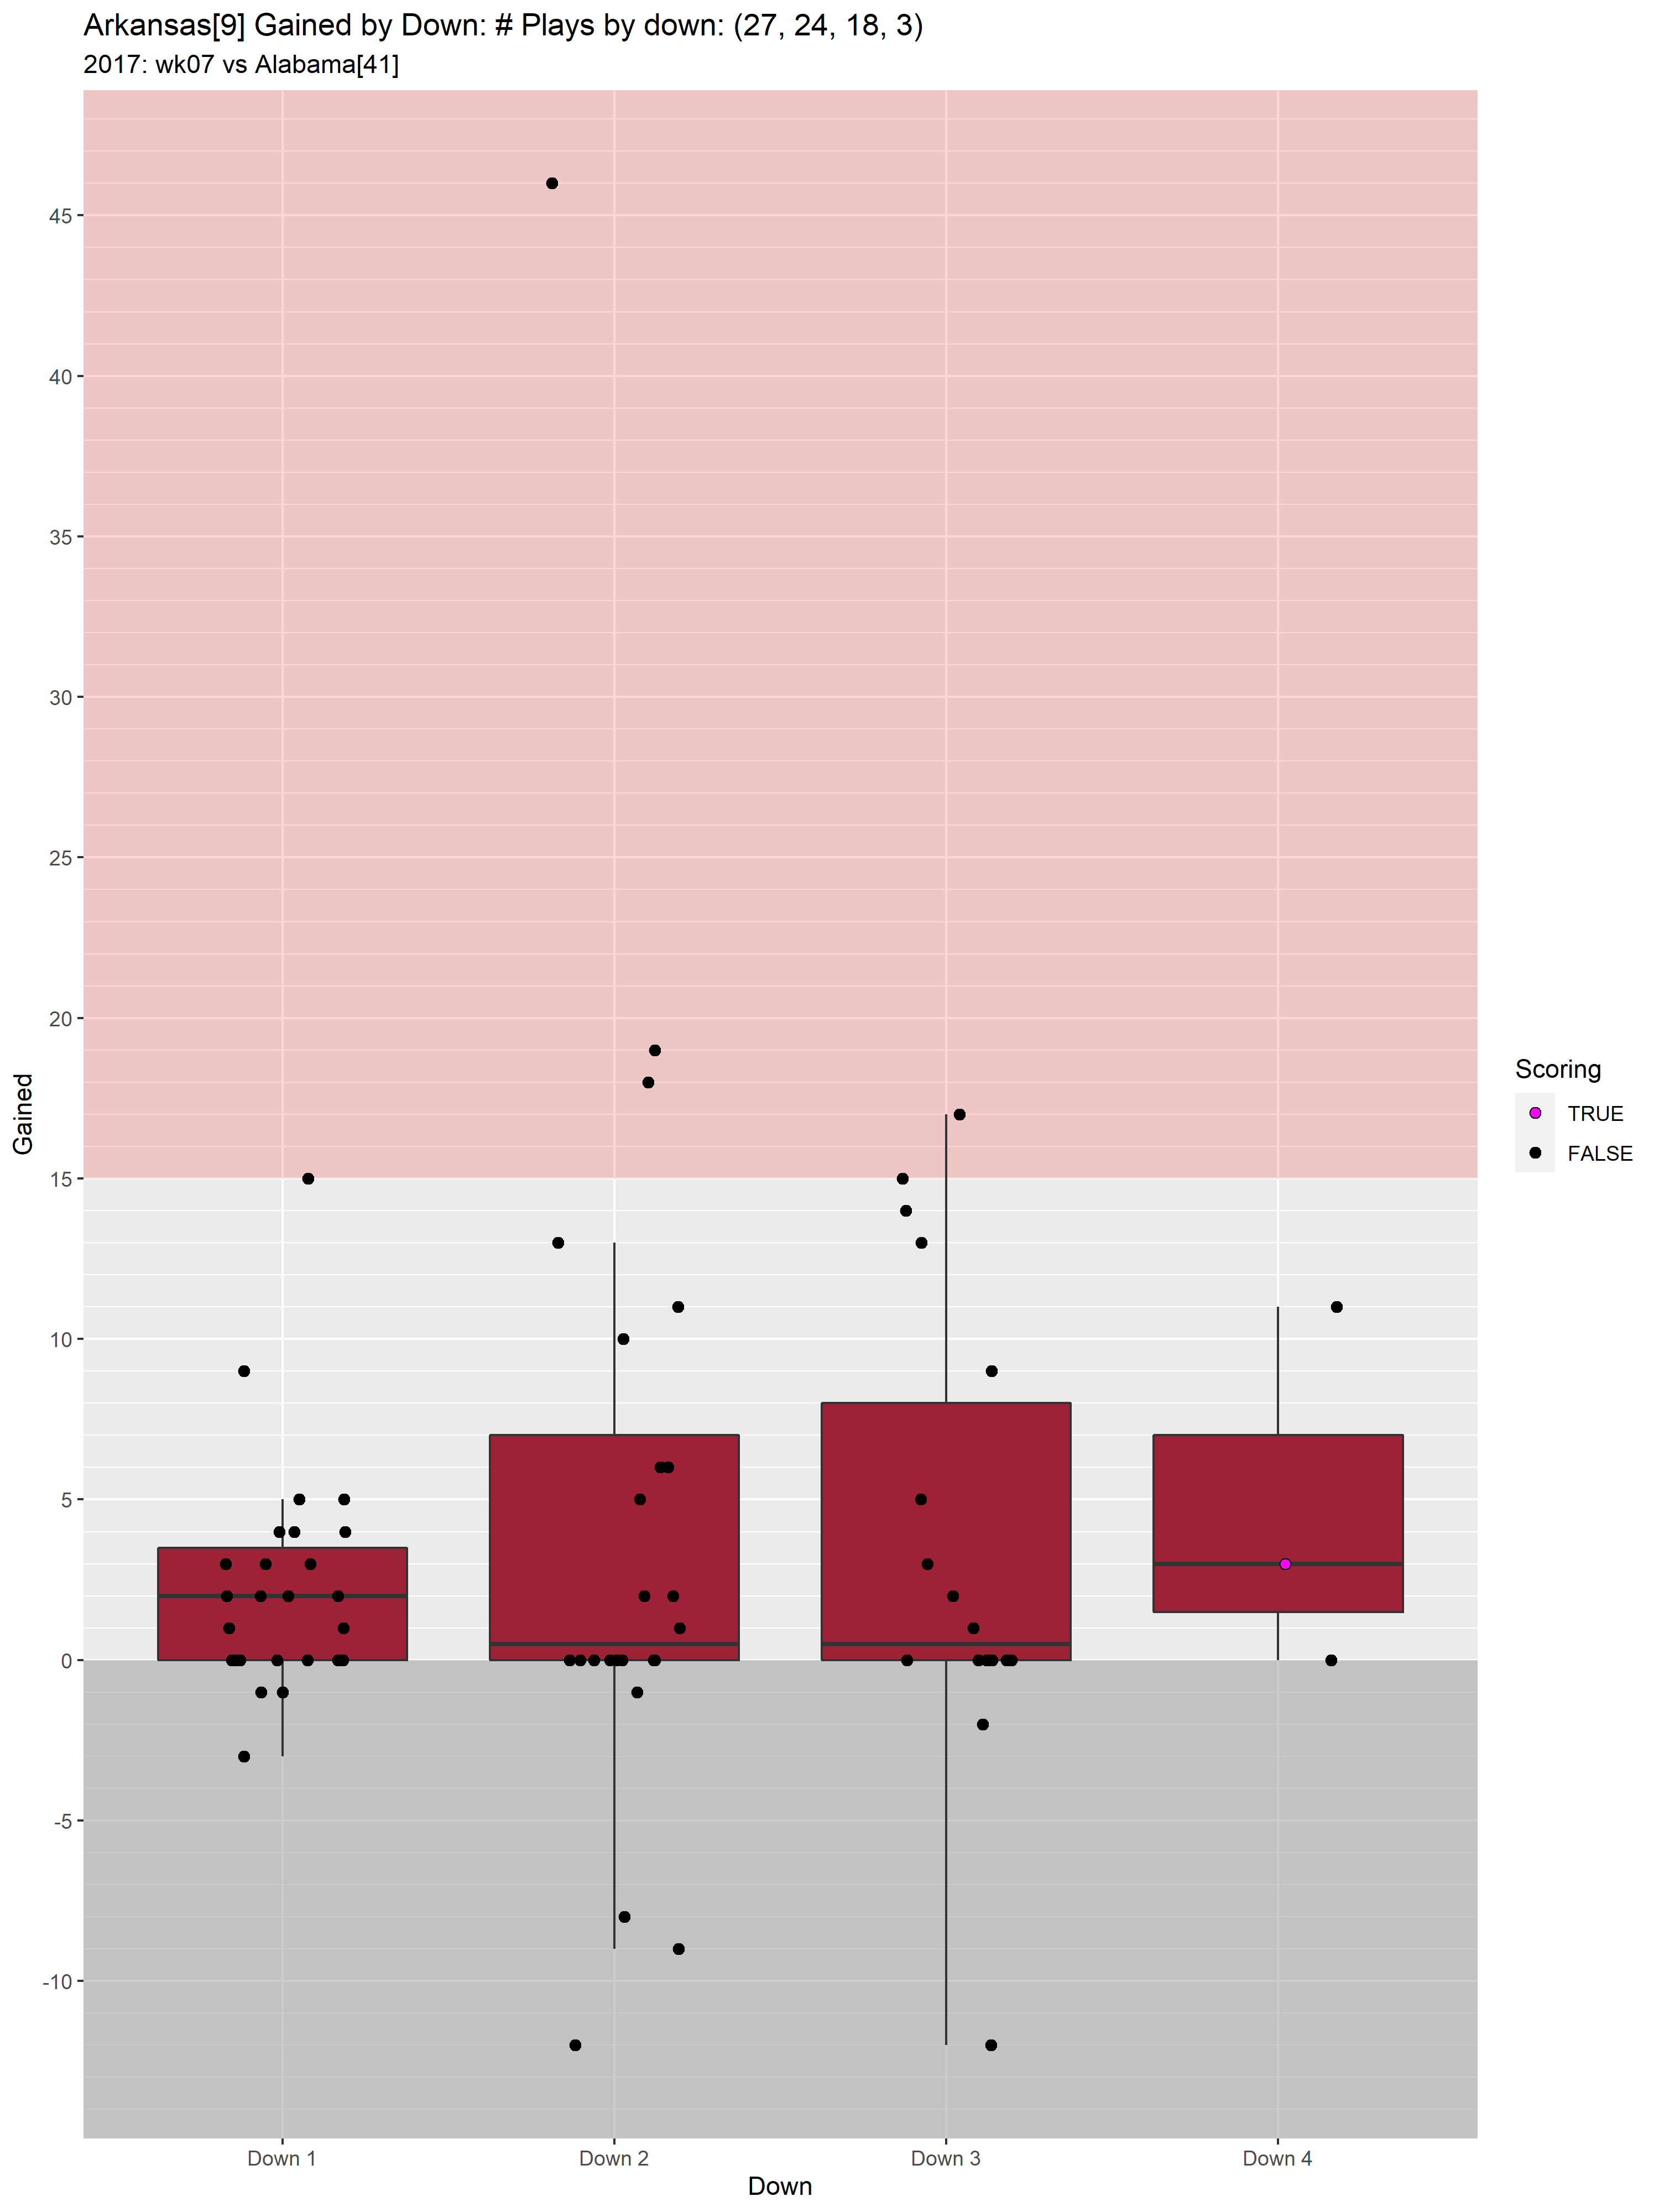 Arkansas[9] Gained by Down: # Plays by down: (27, 24, 18, 3)
2017: wk07 vs Alabama[41]
Gained
45
40
35
30
25
20
15
10
5
0
-5
-10
Down 1 Down 2 Down 3 Down 4
Down
Scoring
TRUE
FALSE